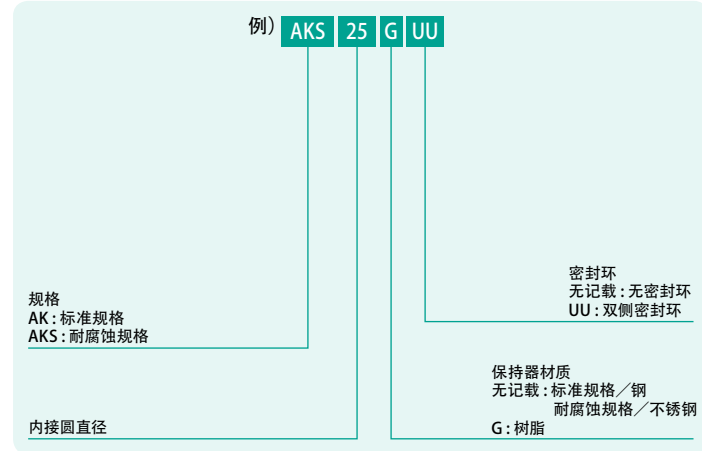 例） AKS 25 G UU
密封环
无记载：无密封环
UU：双侧密封环
规格
AK：标准规格
AKS：耐腐蚀规格
保持器材质
无记载：标准规格／钢
耐腐蚀规格／不锈钢
G：树脂
内接圆直径